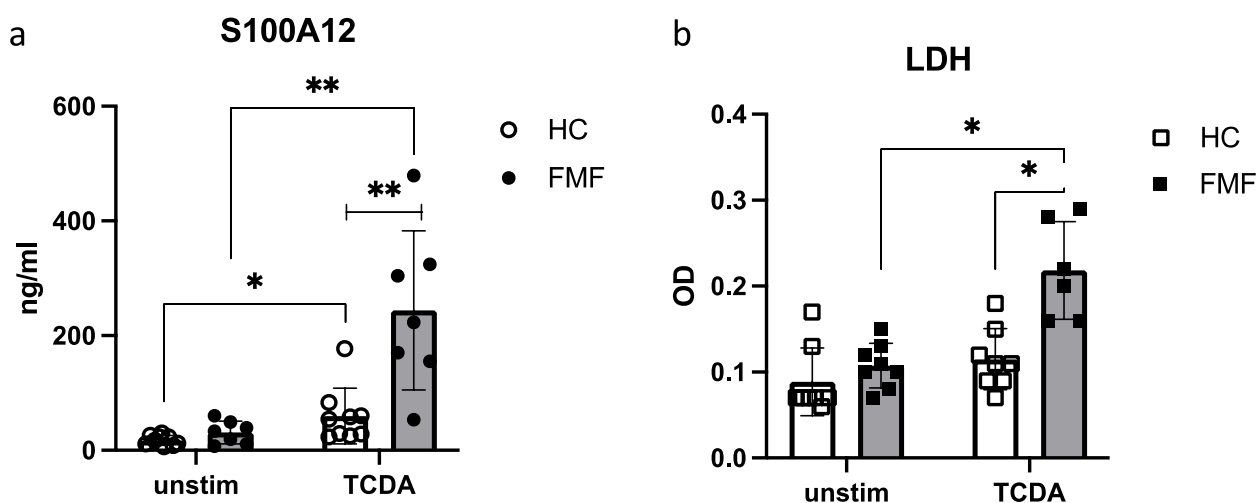 a
S100A12
ng/ml
600
400
200
0
**
**
*
HC
FMF
unstim
TCDA
b
LDH
OD
0.4
0.3
0.2
0.1
0.0
*
*
HC
FMF
unstim
TCDA